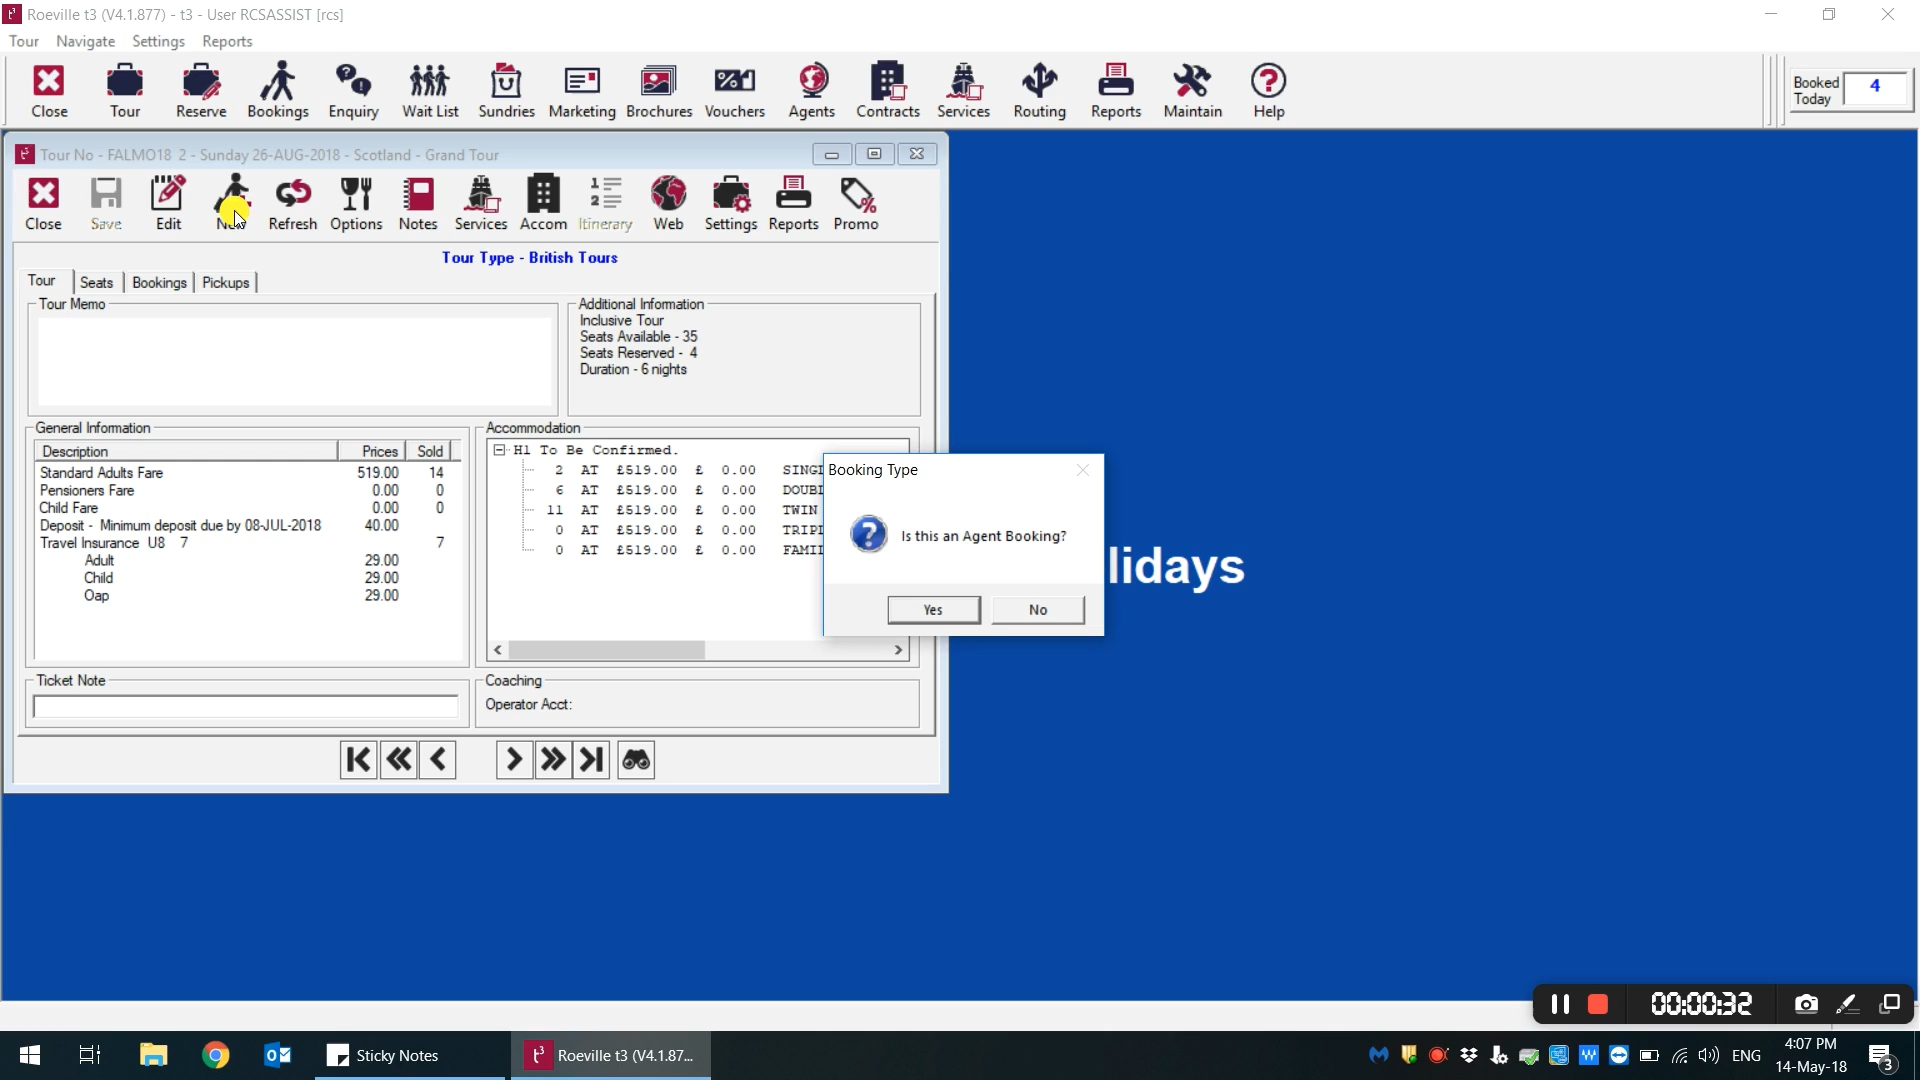 Roeville t3 (V4.1.877) - t3 - User RCSASSIST [rcs]
Tour Navigate Settings Reports
Close Tour Reserve Bookings Enquiry Wait List Sundries Marketing Brochures Vouchers Agents Contracts Services Routing Reports Maintain Help
Booked Today 4
Tour No - FALMO18 2 - Sunday 26-AUG-2018 - Scotland - Grand Tour
Close Save Edit New Refresh Options Notes Services Accom Itinerary Web Settings Reports Promo
Tour Type - British Tours
Tour Seats Bookings Pickups
Tour Memo
Additional Information
Inclusive Tour
Seats Available - 35
Seats Reserved - 4
Duration - 6 nights
General Information
Description Prices Sold
Standard Adults Fare 519.00 14
Pensioners Fare 0.00 0
Child Fare 0.00 0
Deposit - Minimum deposit due by 08-JUL-2018 40.00
Travel Insurance U8 7 7
Adult 29.00
Child 29.00
Oap 29.00
Accommodation
H1 To Be Confirmed.
2 AT £519.00 £ 0.00 SINGL
6 AT £519.00 £ 0.00 DOUBL
11 AT £519.00 £ 0.00 TWIN
0 AT £519.00 £ 0.00 TRIPL
0 AT £519.00 £ 0.00 FAMIL
Booking Type
Is this an Agent Booking?
Yes No
lidays
Ticket Note
Coaching
Operator Acct:
00:00:32
Sticky Notes
Roeville t3 (V4.1.87...
ENG
4:07 PM
14-May-18
3